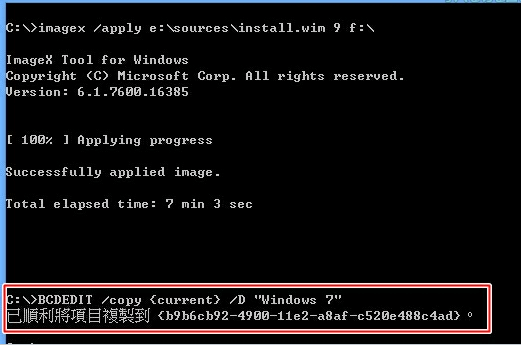 C:\>imagex /apply e:\sources\install.wim 9 f:\
ImageX Tool for Windows
Copyright (C) Microsoft Corp. All rights reserved.
Version: 6.1.7600.16385
[ 100% ] Applying progress
Successfully applied image.
Total elapsed time: 7 min 3 sec
C:\>BCDEDIT /copy {current} /D "Windows 7"
已順利將項目複製到 {b9b6cb92-4900-11e2-a8af-c520e488c4ad}。